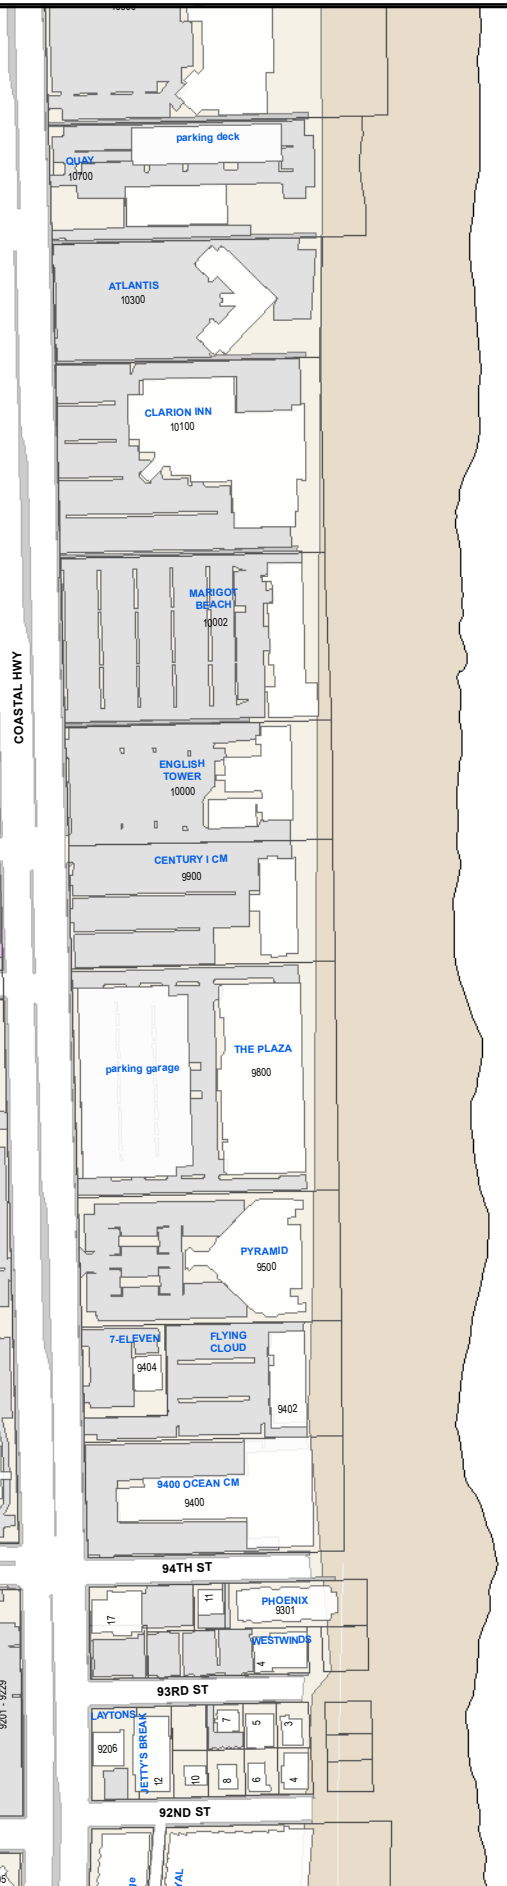 parking deck
QUAY
10700
ATLANTIS
10300
CLARION INN
10100
MARIGOT
BEACH
10002
COASTAL HWY
ENGLISH
TOWER
10000
CENTURY I CM
9900
THE PLAZA
9800
parking garage
PYRAMID
9500
7-ELEVEN
9404
FLYING
CLOUD
9402
9400 OCEAN CM
9400
94TH ST
17
11
PHOENIX
9301
WESTWINDS
4
93RD ST
9201 - 9229
LAYTONS
9206
JETTY'S BREAK
12
7
5
3
10
8
6
4
92ND ST